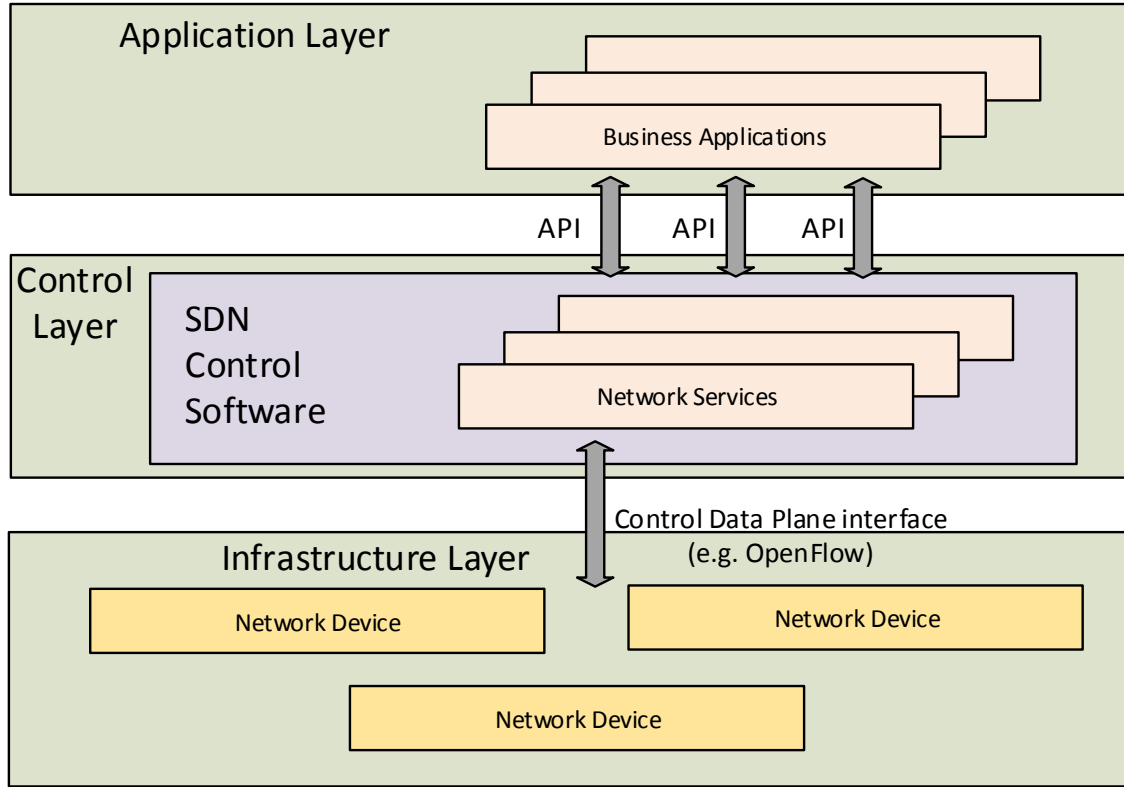 Application Layer
Business Applications
API API API
Control
Layer
SDN
Control
Software
Network Services
Control Data Plane interface
(e.g. OpenFlow)
Infrastructure Layer
Network Device
Network Device
Network Device